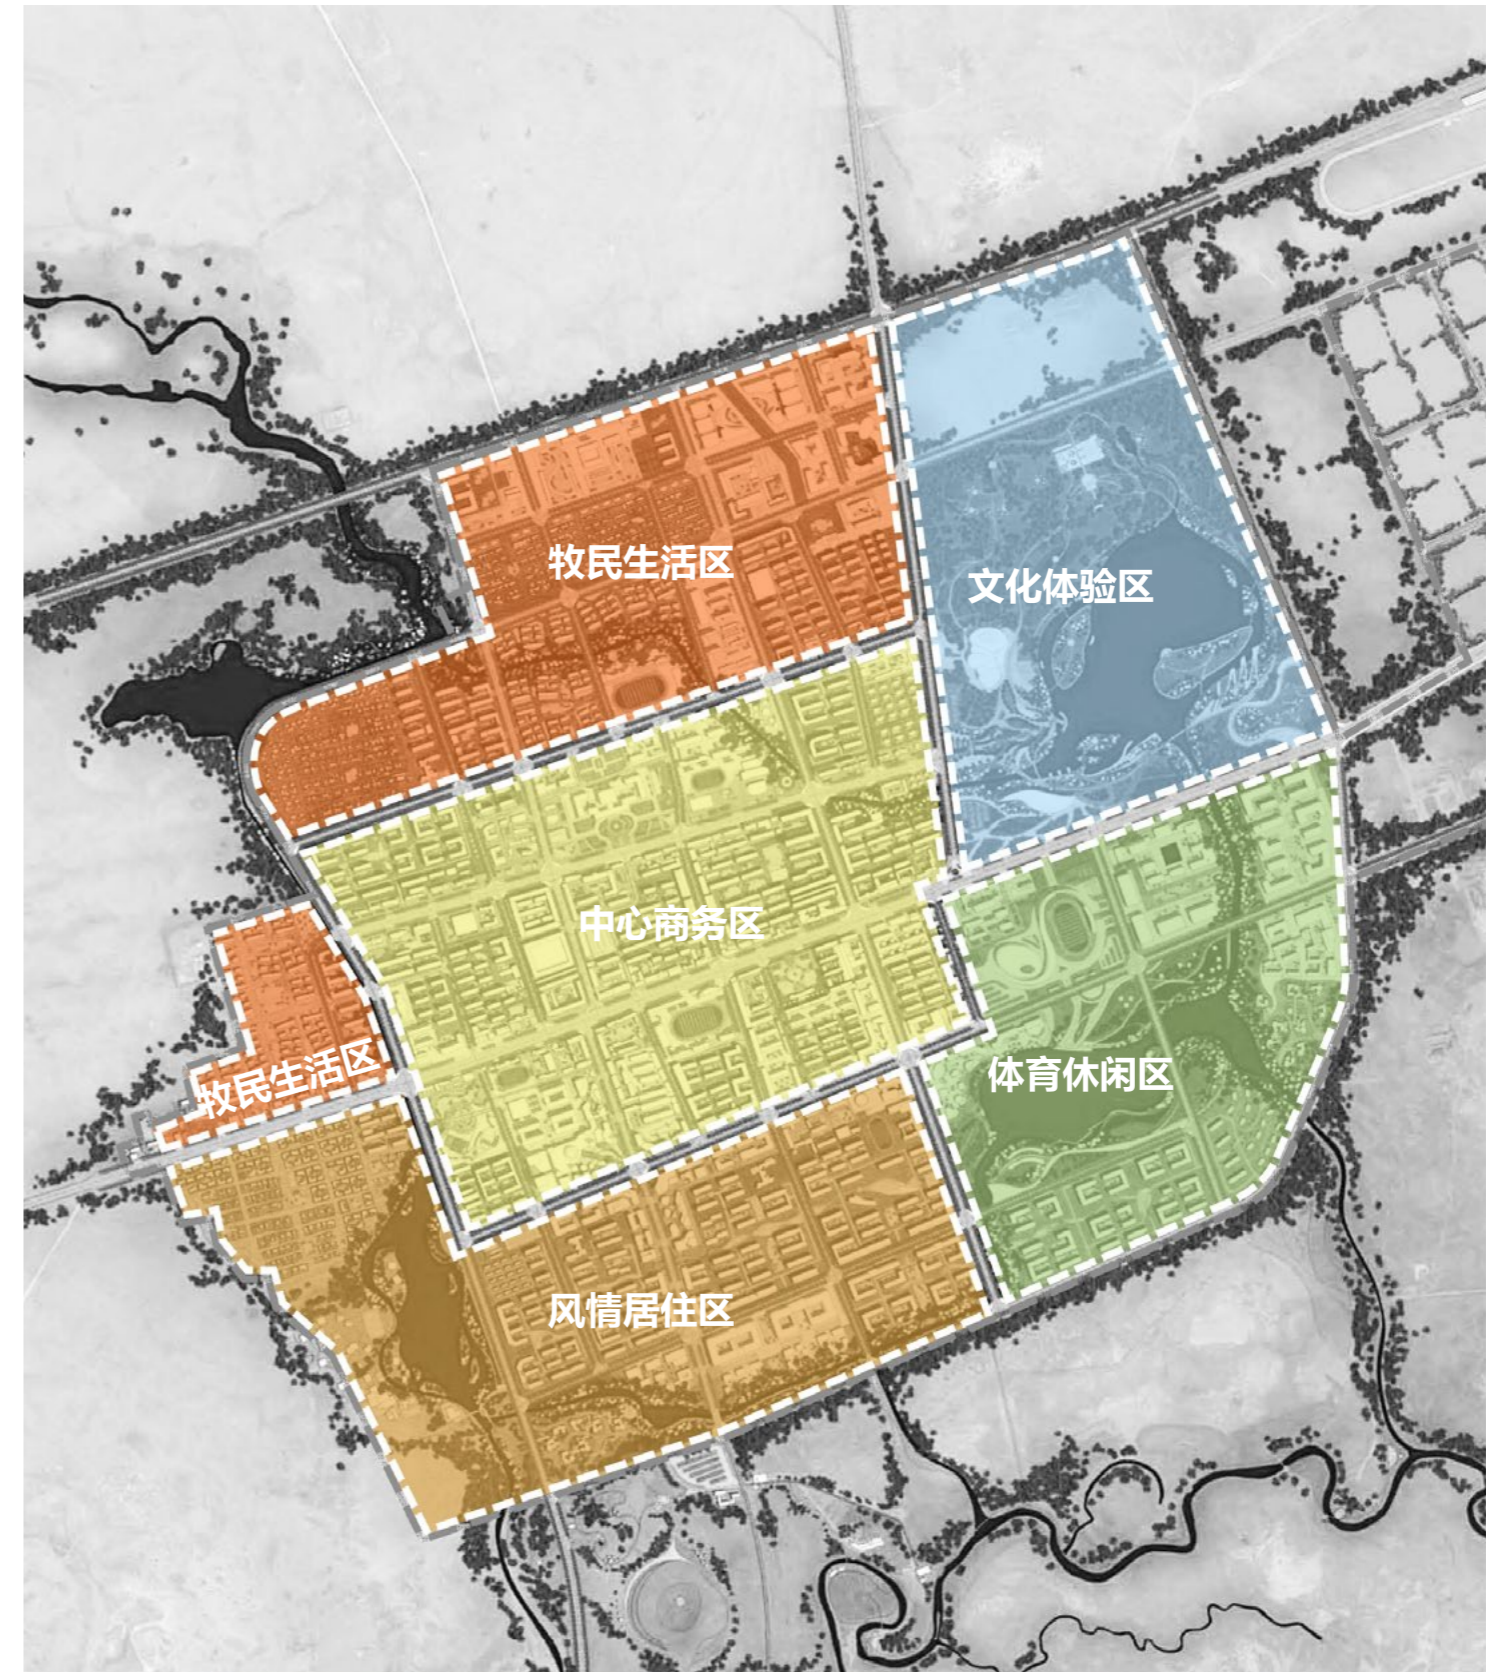 牧民生活区
文化体验区
中心商务区
牧民生活区
体育休闲区
风情居住区